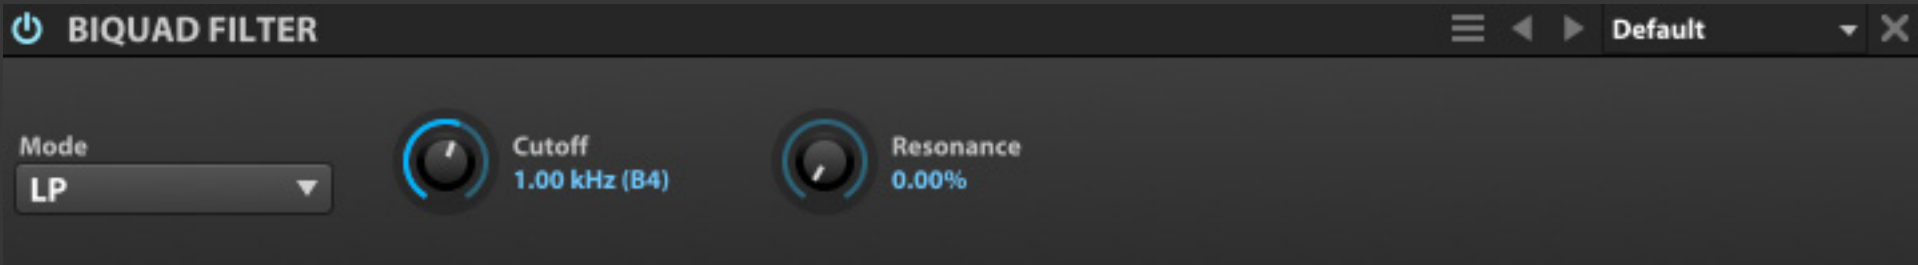 BIQUAD FILTER
Default
Mode
LP
Cutoff
1.00 kHz (B4)
Resonance
0.00%